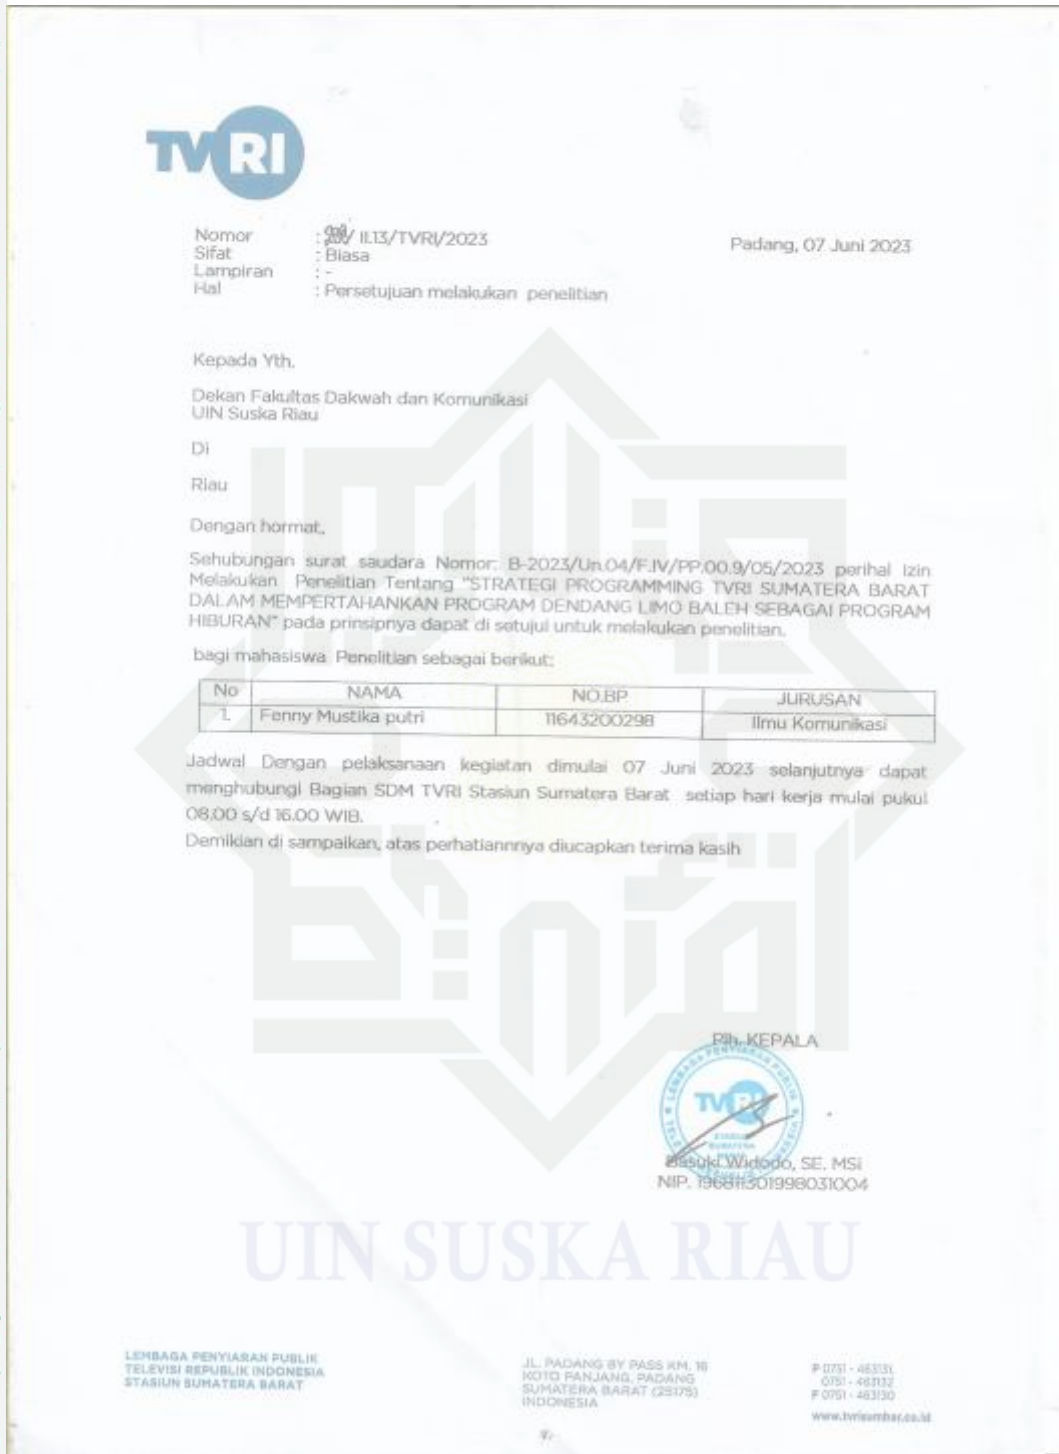 TVRI
Nomor : / II.13/TVRI/2023
Padang, 07 Juni 2023
Sifat : Biasa
Lampiran : -
Hal : Persetujuan melakukan penelitian
Kepada Yth.
Dekan Fakultas Dakwah dan Komunikasi
UIN Suska Riau
Di
Riau
Dengan hormat,
Sehubungan surat saudara Nomor: B-2023/Un.04/F.IV/PP.00.9/05/2023 perihal Izin
Melakukan Penelitian Tentang "STRATEGI PROGRAMMING TVRI SUMATERA BARAT
DALAM MEMPERTAHANKAN PROGRAM DENDANG LIMO BALEH SEBAGAI PROGRAM
HIBURAN" pada prinsipnya dapat di setujui untuk melakukan penelitian.
bagi mahasiswa Penelitian sebagai berikut:
No NAMA NO.BP JURUSAN
1. Fenny Mustika putri 11643200298 Ilmu Komunikasi
Jadwal Dengan pelaksanaan kegiatan dimulai 07 Juni 2023 selanjutnya dapat
menghubungi Bagian SDM TVRI Stasiun Sumatera Barat setiap hari kerja mulai pukul
08.00 s/d 16.00 WIB.
Demikian di sampaikan, atas perhatiannnya diucapkan terima kasih
Plh. KEPALA
LEMBAGA PENYIARAN PUBLIK
TVRI
STASIUN
SUMATERA
Basuki Widodo, SE, MSi
NIP. 196811301998031004
UIN SUSKA RIAU
LEMBAGA PENYIARAN PUBLIK
TELEVISI REPUBLIK INDONESIA
STASIUN SUMATERA BARAT
JL. PADANG BY PASS KM. 16
KOTO PANJANG, PADANG
SUMATERA BARAT (25175)
INDONESIA
P 0751 - 463131,
0751 - 463132
F 0751 - 463130
www.tvrisumbar.co.id